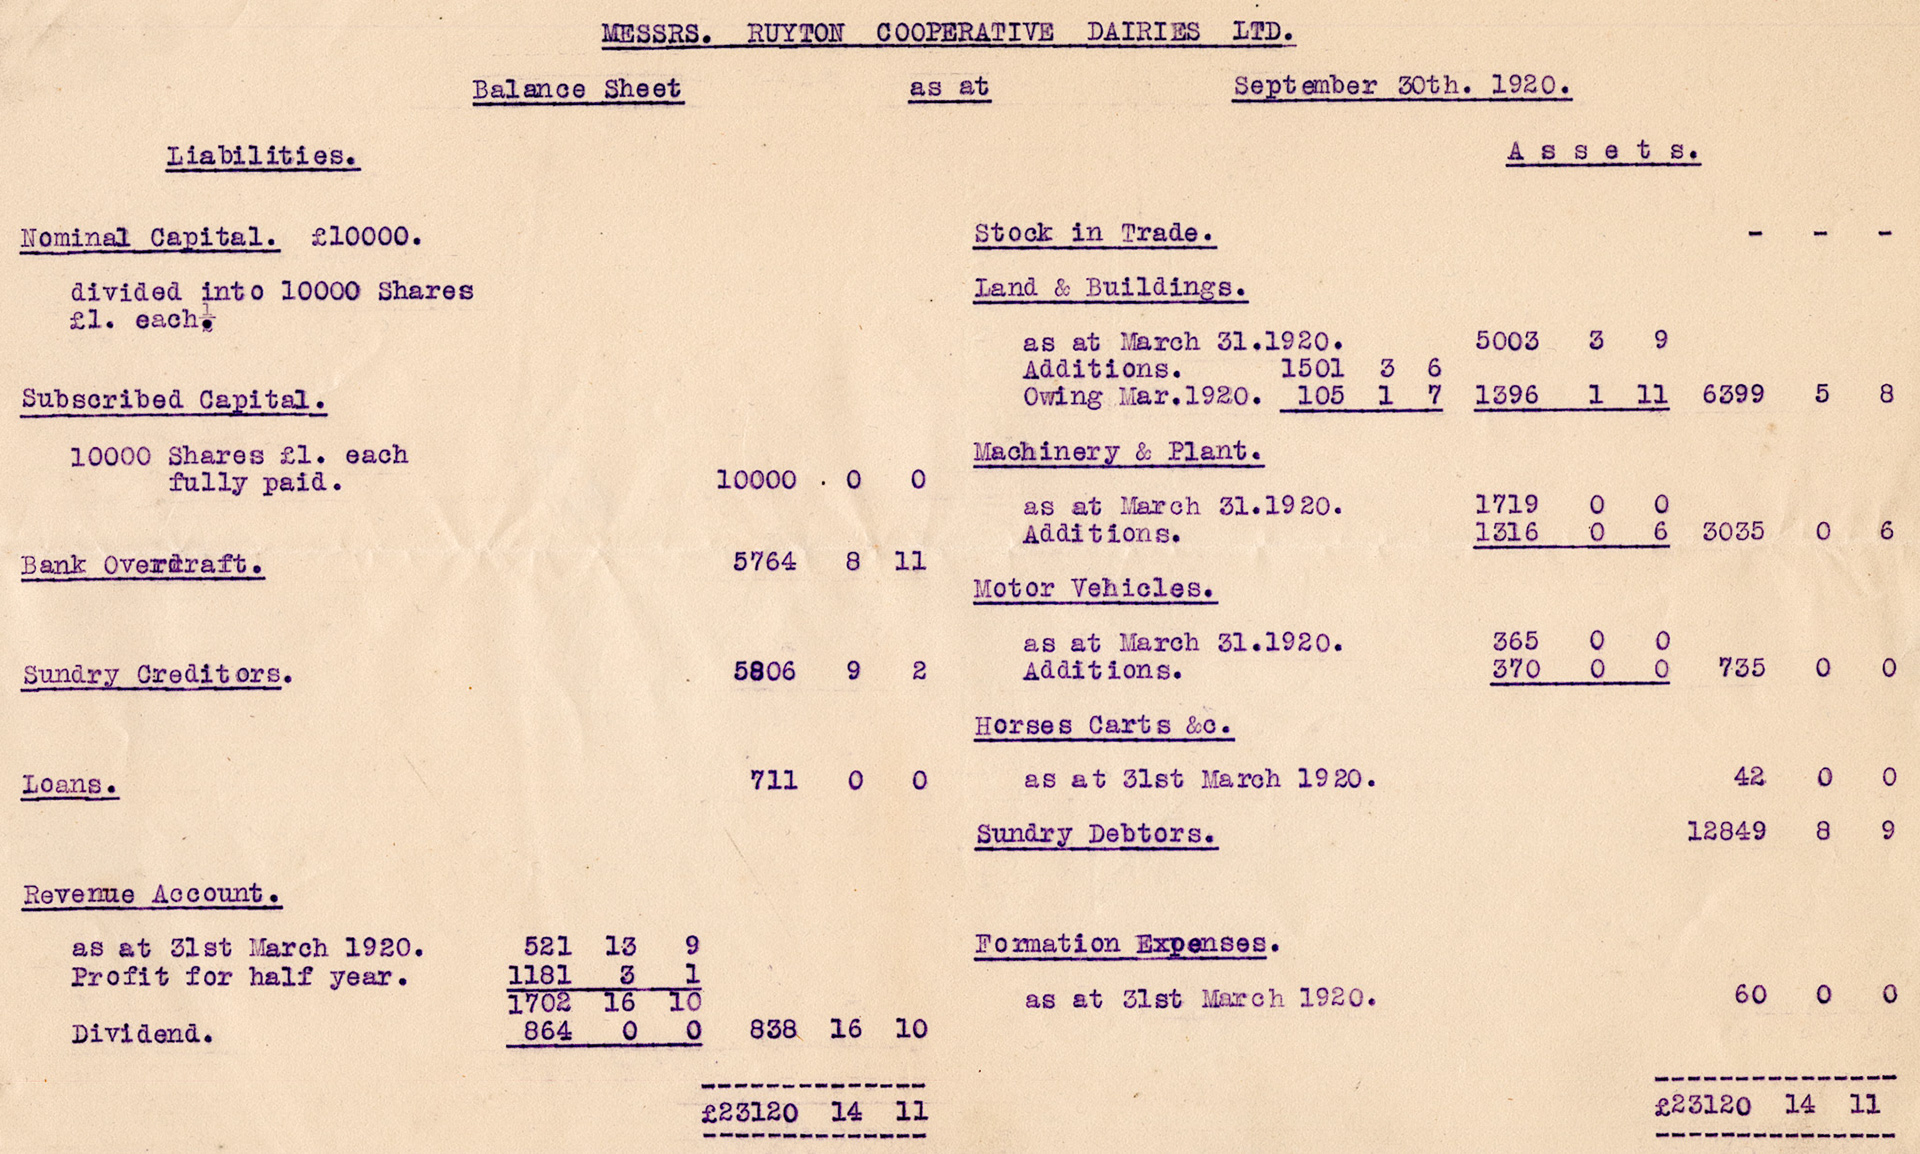 MESSRS. RUYTON COOPERATIVE DAIRIES LTD.
Balance Sheet as at September 30th. 1920.
Liabilities.
Nominal Capital. £10000.
divided into 10000 Shares
£1. each.
Subscribed Capital.
10000 Shares £1. each
fully paid. 10000 . 0 0
Bank Overdraft. 5764 8 11
Sundry Creditors. 5806 9 2
Loans. 711 0 0
Revenue Account.
as at 31st March 1920. 521 13 9
Profit for half year. 1181 3 1
1702 16 10
Dividend. 864 0 0 838 16 10
£23120 14 11
Assets.
Stock in Trade. - - -
Land & Buildings.
as at March 31.1920. 5003 3 9
Additions. 1501 3 6
Owing Mar.1920. 105 1 7 1396 1 11 6399 5 8
Machinery & Plant.
as at March 31.1920. 1719 0 0
Additions. 1316 0 6 3035 0 6
Motor Vehicles.
as at March 31.1920. 365 0 0
Additions. 370 0 0 735 0 0
Horses Carts &c.
as at 31st March 1920. 42 0 0
Sundry Debtors. 12849 8 9
Formation Expenses.
as at 31st March 1920. 60 0 0
£23120 14 11